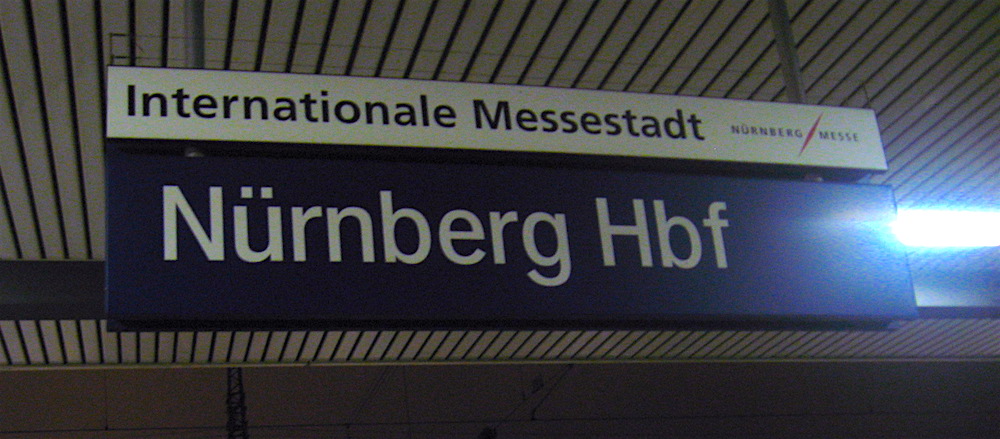 Internationale Messestadt NÜRNBERG MESSE
Nürnberg Hbf